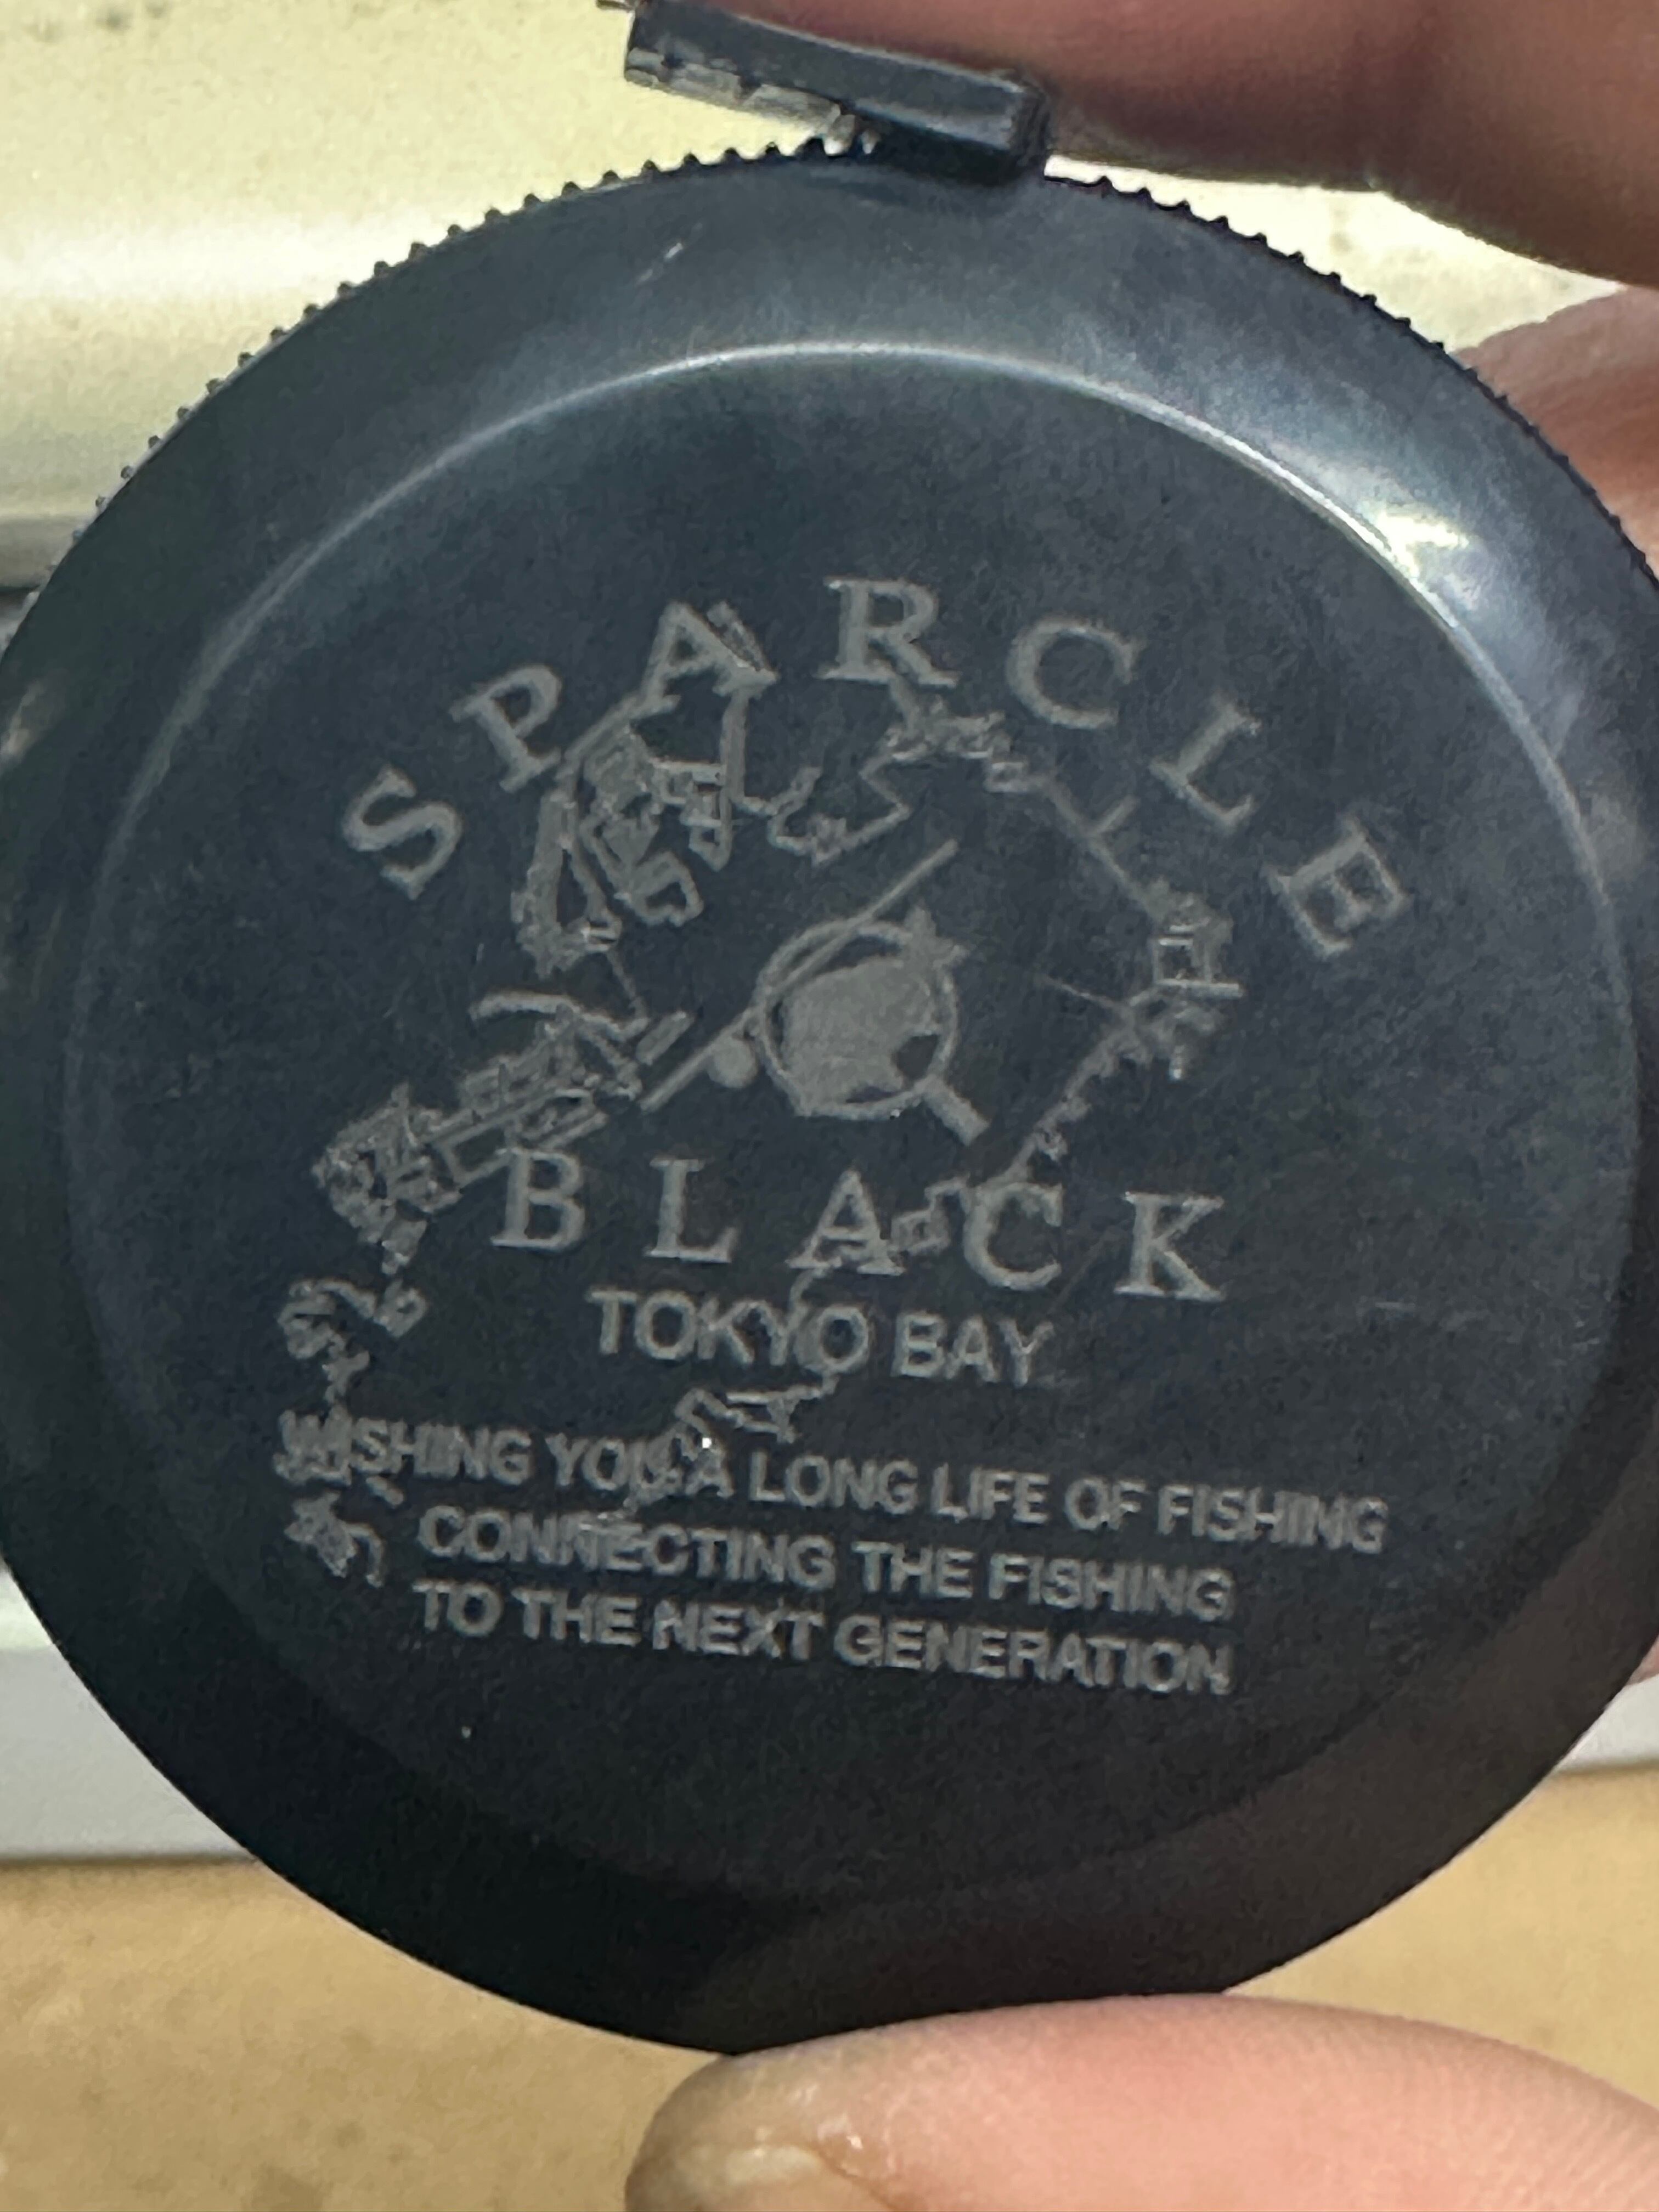 SPARCLE
BLACK
TOKYO BAY
WISHING YOU A LONG LIFE OF FISHING
CONNECTING THE FISHING
TO THE NEXT GENERATION